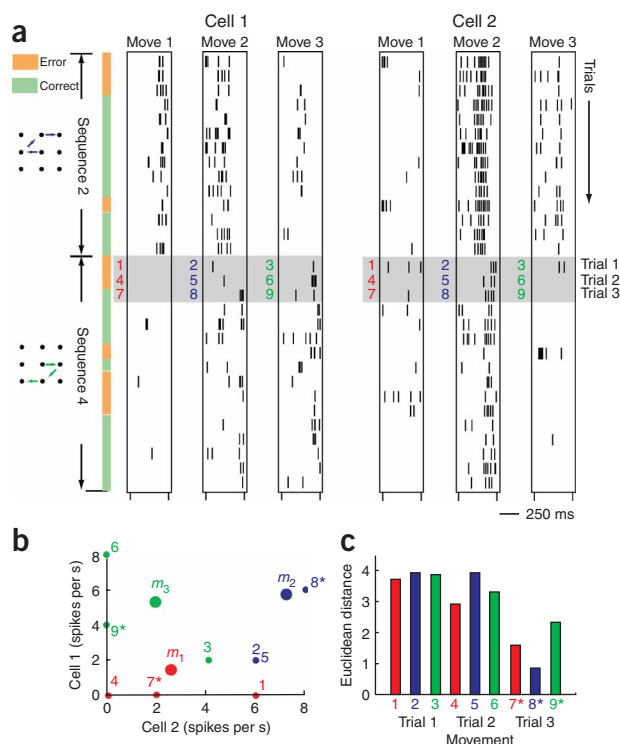 a
Cell 1
Cell 2
Move 1
Move 2
Move 3
Move 1
Move 2
Move 3
Error
Correct
Sequence 2
Sequence 4
Trials
1 2 3 1 2 3 Trial 1
4 5 6 4 5 6 Trial 2
7 8 9 7 8 9 Trial 3
250 ms
b
Cell 1 (spikes per s)
8
6
4
2
0
6
m3
m2
8*
9*
m1
3
2
5
4
7*
1
0 2 4 6 8
Cell 2 (spikes per s)
c
Euclidean distance
4
3
2
1
0
1 2 3 4 5 6 7* 8* 9*
Trial 1 Trial 2 Trial 3
Movement